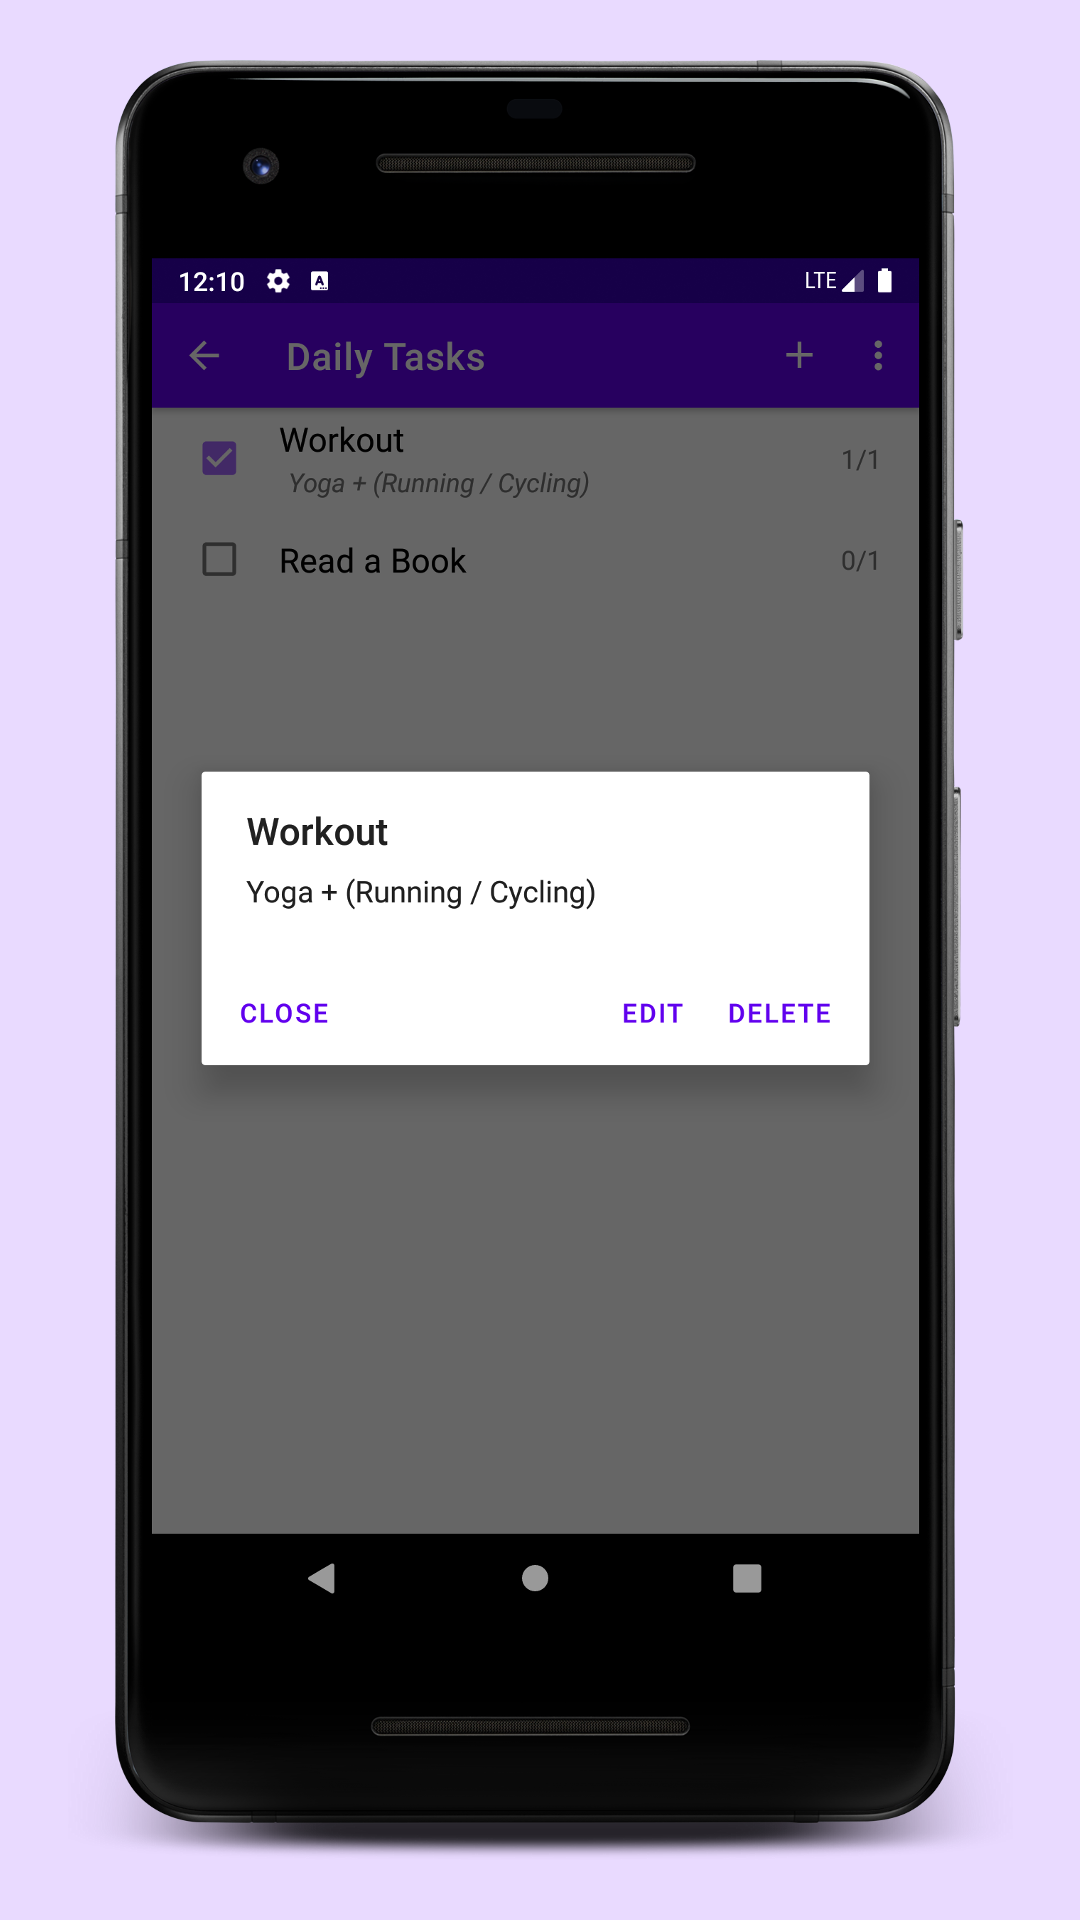 12:10
LTE
Daily Tasks
Workout
1/1
Yoga + (Running / Cycling)
Read a Book
0/1
Workout
Yoga + (Running / Cycling)
CLOSE EDIT DELETE